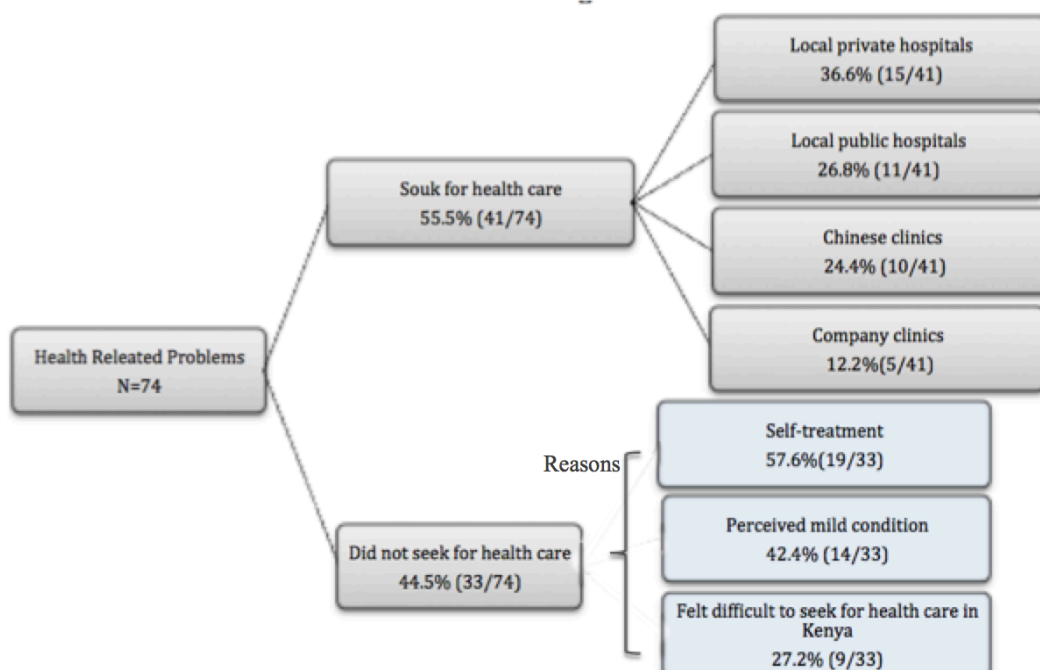 Local private hospitals
36.6% (15/41)
Local public hospitals
26.8% (11/41)
Souk for health care
55.5% (41/74)
Chinese clinics
24.4% (10/41)
Company clinics
12.2%(5/41)
Health Releated Problems
N=74
Reasons
Self-treatment
57.6%(19/33)
Did not seek for health care
44.5% (33/74)
Perceived mild condition
42.4% (14/33)
Felt difficult to seek for health care in
Kenya
27.2% (9/33)